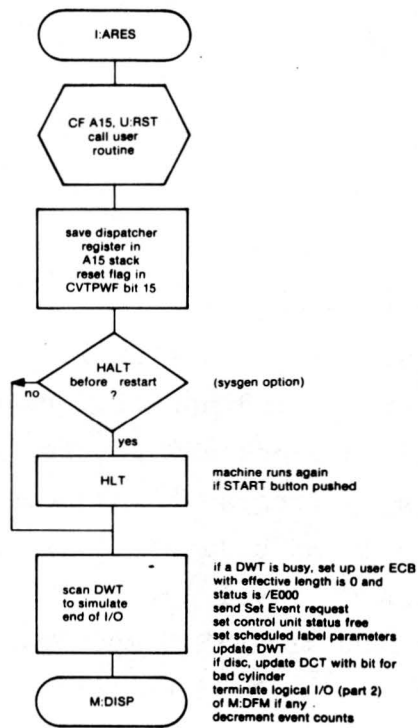 I:ARES
CF A15, U:RST
call user
routine
save dispatcher
register in
A15 stack
reset flag in
CVTPWF bit 15
HALT
before restart
?
(sysgen option)
no
yes
HLT
machine runs again
if START button pushed
scan DWT
to simulate
end of I/O
if a DWT is busy, set up user ECB
with effective length is 0 and
status is /E000
send Set Event request
set control unit status free
set scheduled label parameters
update DWT
if disc, update DCT with bit for
bad cylinder
terminate logical I/O (part 2)
of M:DFM if any
decrement event counts
M:DISP